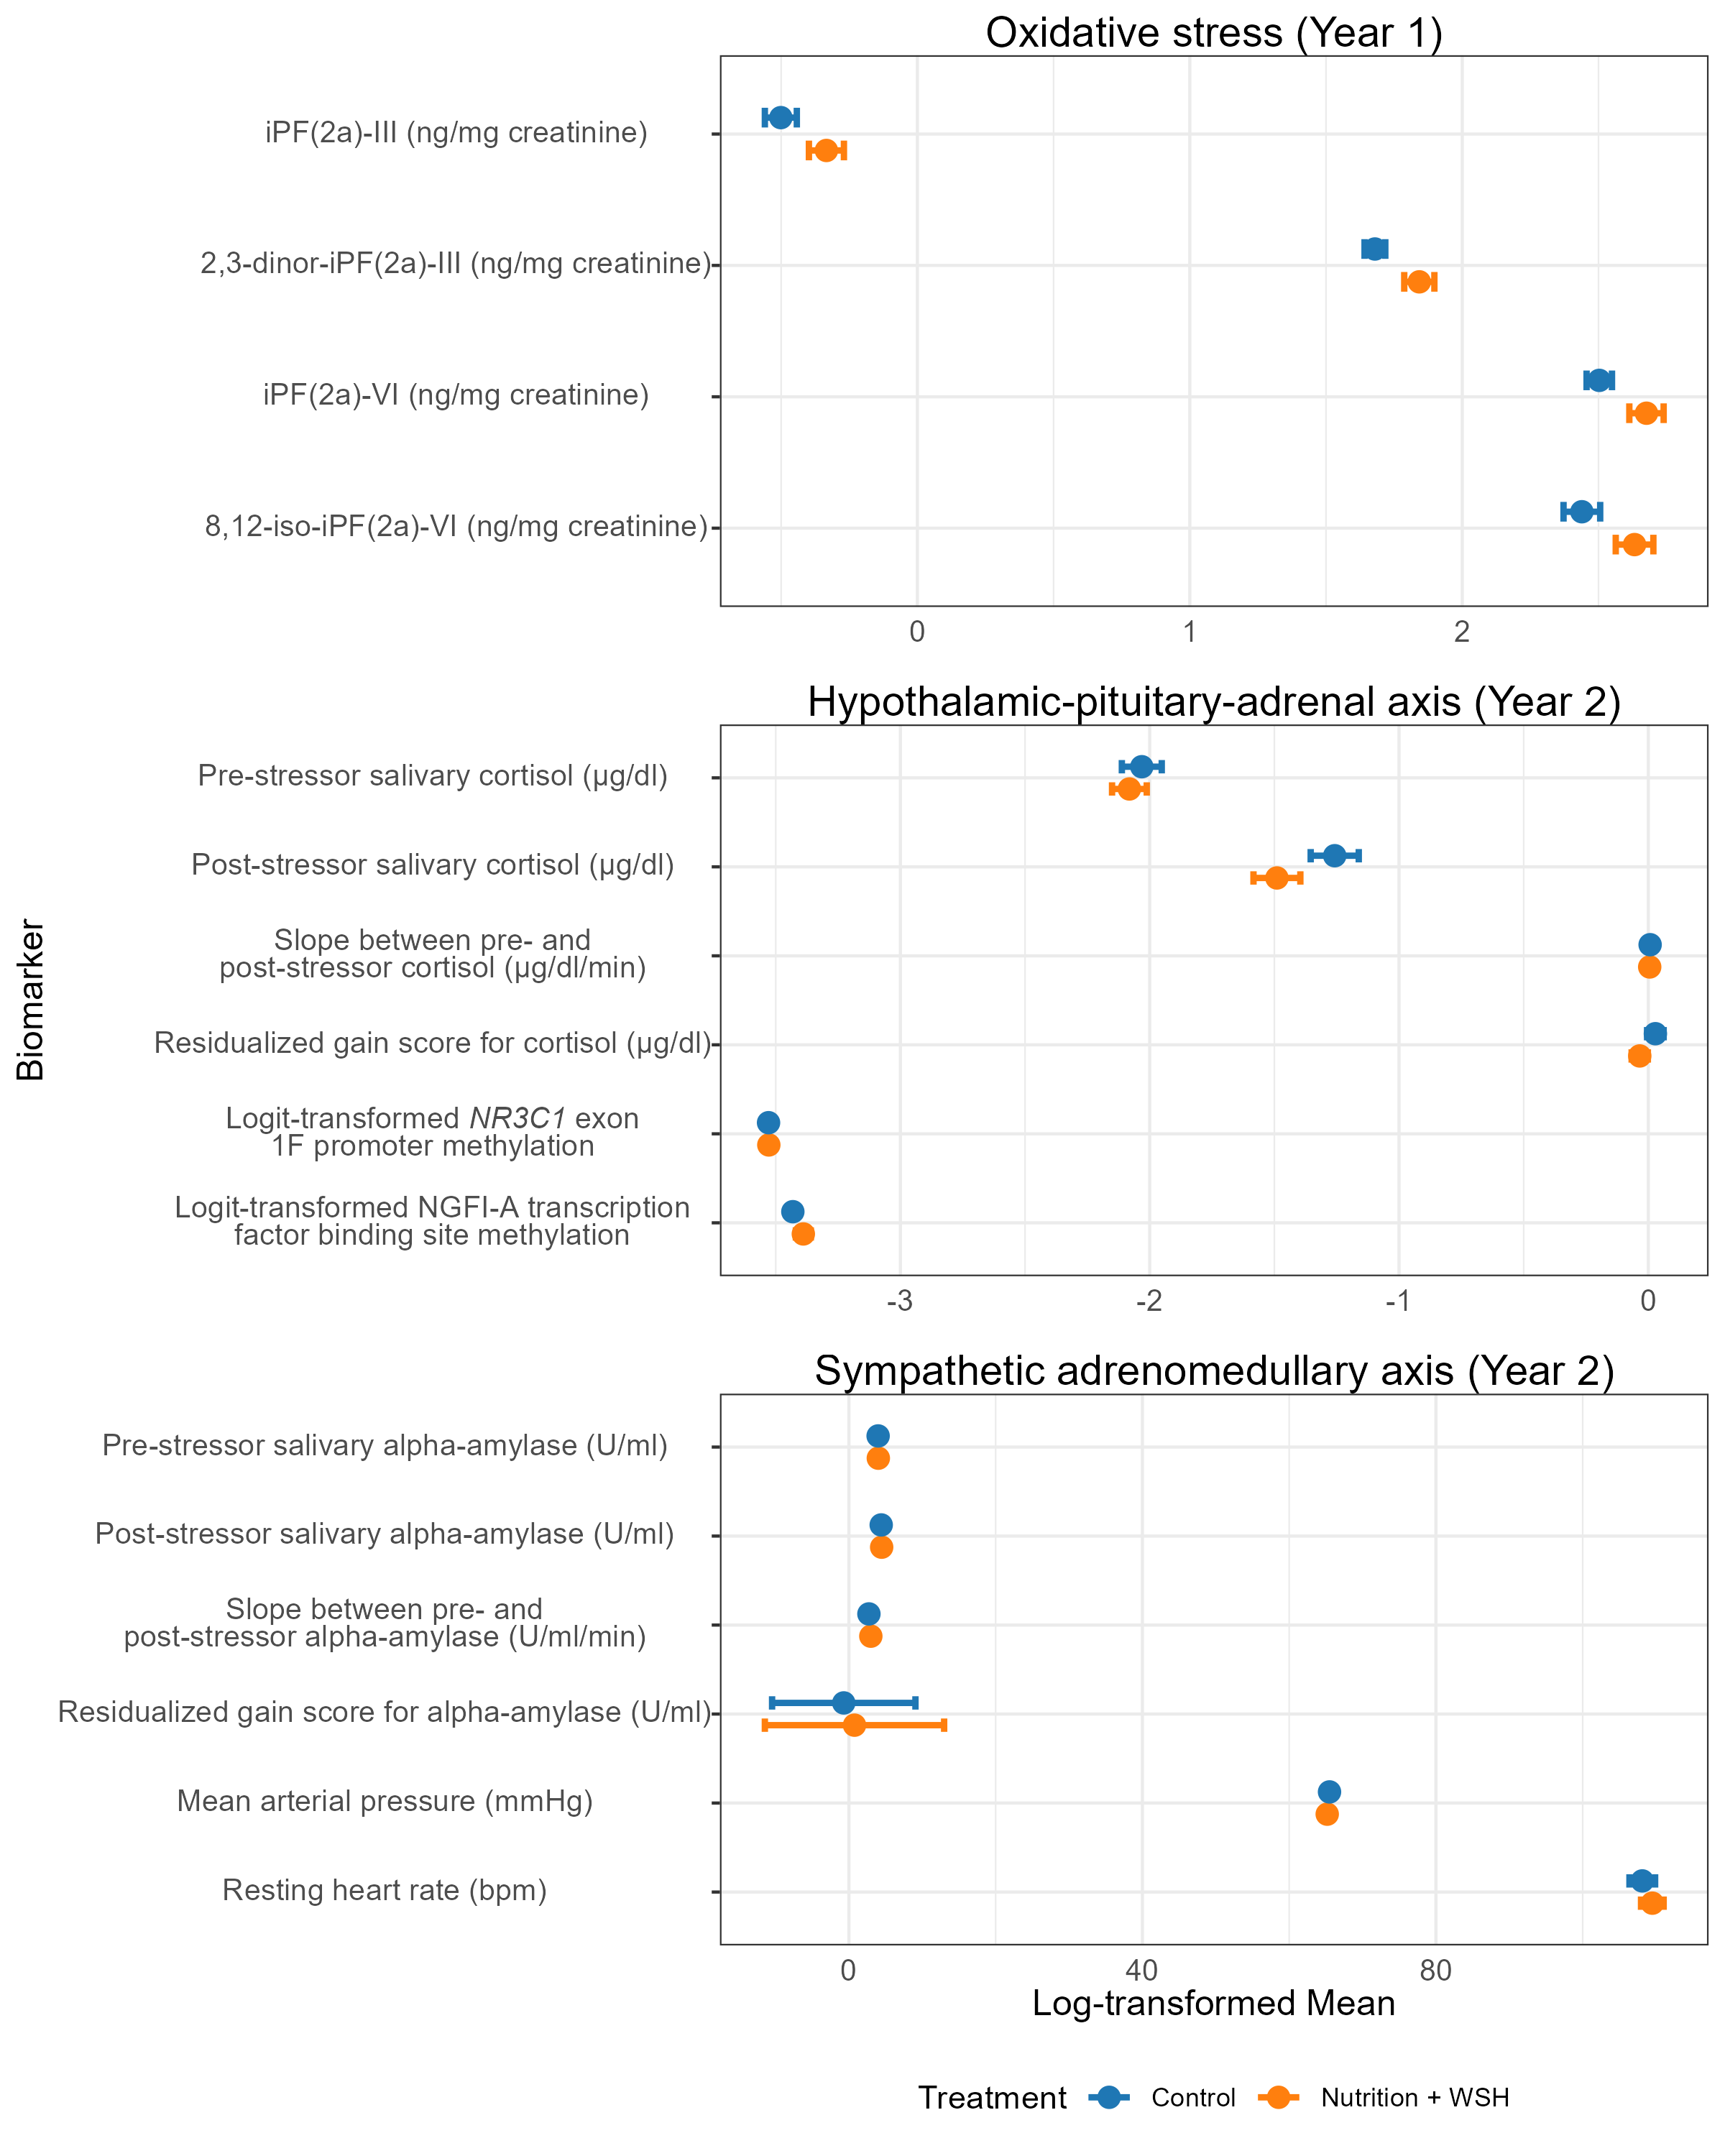 Oxidative stress (Year 1)
iPF(2a)-III (ng/mg creatinine)
2,3-dinor-iPF(2a)-III (ng/mg creatinine)
iPF(2a)-VI (ng/mg creatinine)
8,12-iso-iPF(2a)-VI (ng/mg creatinine)
0 1 2
Hypothalamic-pituitary-adrenal axis (Year 2)
Biomarker
Pre-stressor salivary cortisol (μg/dl)
Post-stressor salivary cortisol (μg/dl)
Slope between pre- and
post-stressor cortisol (μg/dl/min)
Residualized gain score for cortisol (μg/dl)
Logit-transformed NR3C1 exon
1F promoter methylation
Logit-transformed NGFI-A transcription
factor binding site methylation
-3 -2 -1 0
Sympathetic adrenomedullary axis (Year 2)
Pre-stressor salivary alpha-amylase (U/ml)
Post-stressor salivary alpha-amylase (U/ml)
Slope between pre- and
post-stressor alpha-amylase (U/ml/min)
Residualized gain score for alpha-amylase (U/ml)
Mean arterial pressure (mmHg)
Resting heart rate (bpm)
0 40 80
Log-transformed Mean
Treatment Control Nutrition + WSH